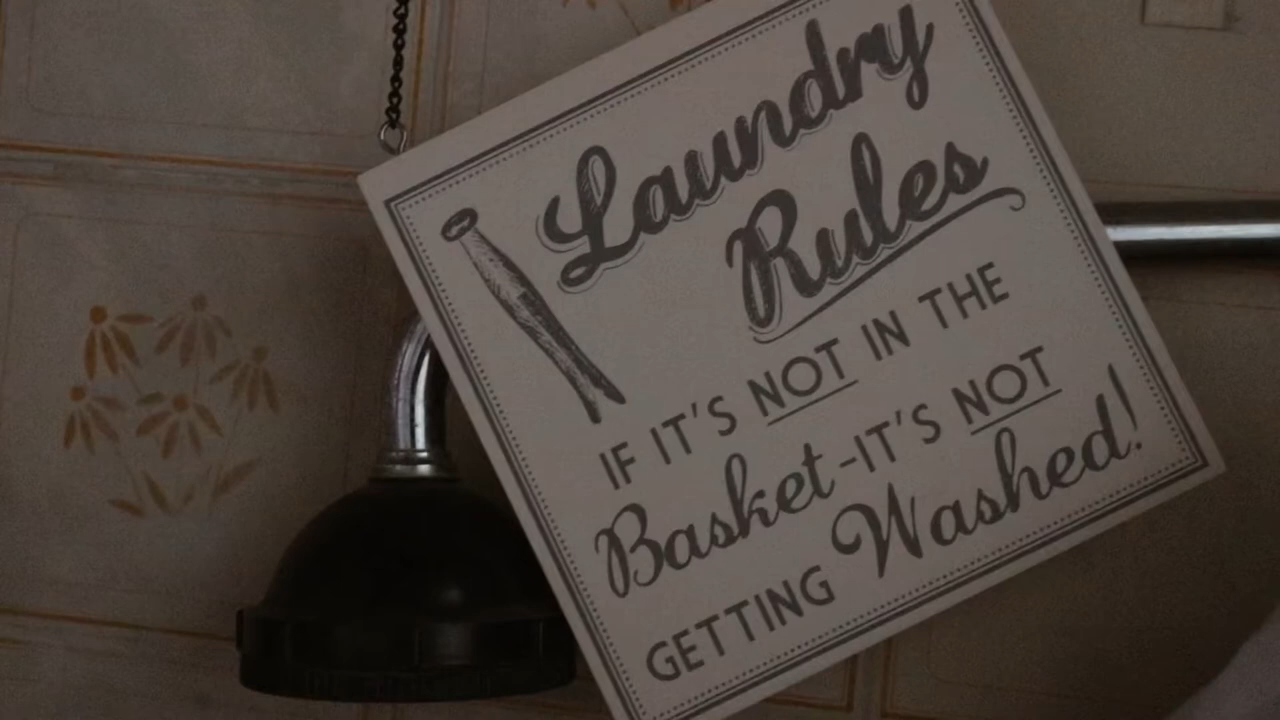 Laundry
Rules
IF IT'S NOT IN THE
Basket-IT'S NOT
GETTING Washed!